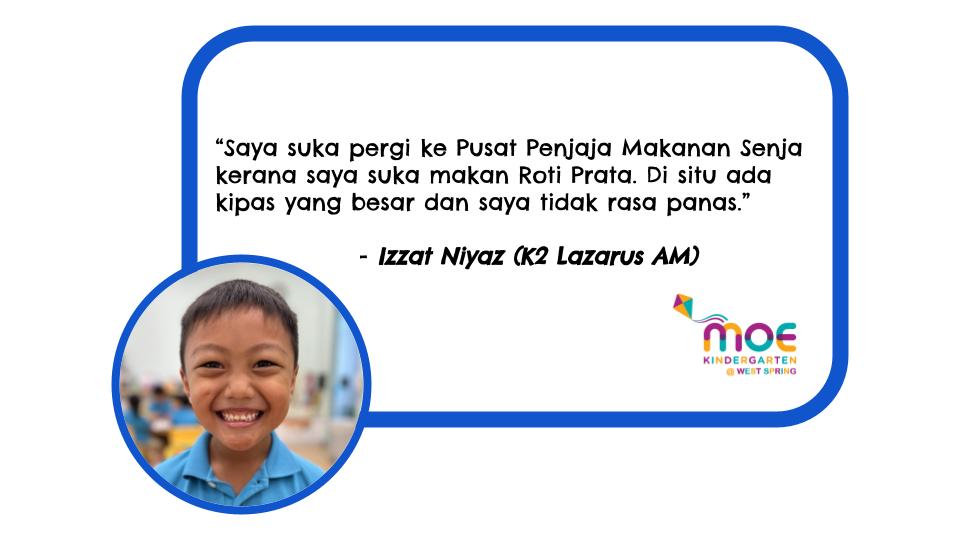 “Saya suka pergi ke Pusat Penjaja Makanan Senja
kerana saya suka makan Roti Prata. Di situ ada
kipas yang besar dan saya tidak rasa panas.”
- Izzat Niyaz (K2 Lazarus AM)
moe
KINDERGARTEN
@ WEST SPRING